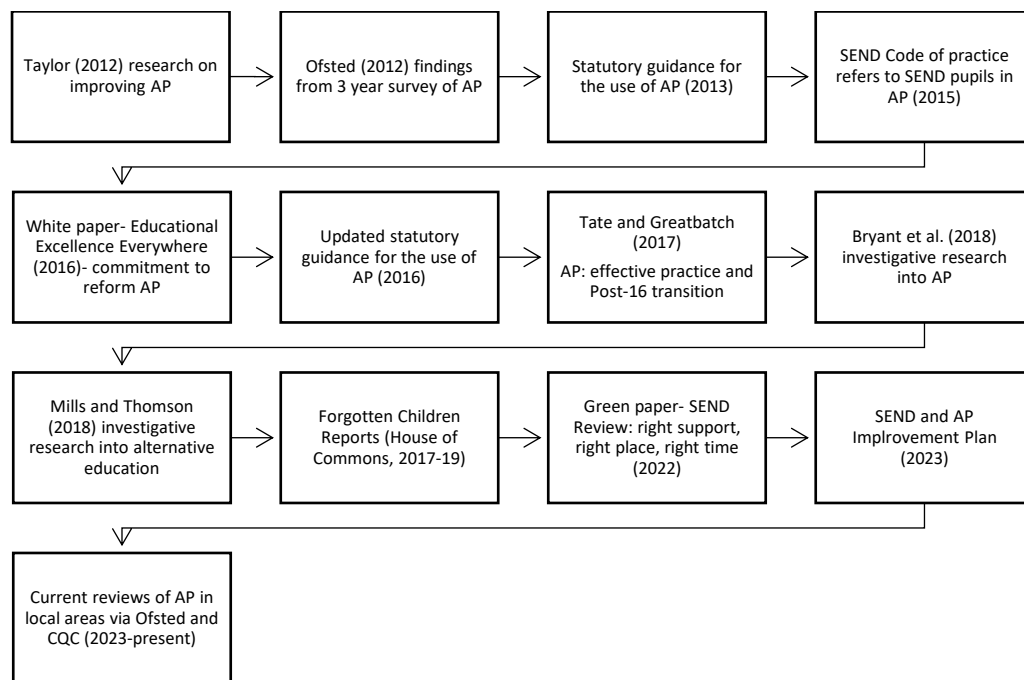 Taylor (2012) research on
improving AP
Ofsted (2012) findings
from 3 year survey of AP
Statutory guidance for
the use of AP (2013)
SEND Code of practice
refers to SEND pupils in
AP (2015)
White paper- Educational
Excellence Everywhere
(2016)- commitment to
reform AP
Updated statutory
guidance for the use of
AP (2016)
Tate and Greatbatch
(2017)
AP: effective practice and
Post-16 transition
Bryant et al. (2018)
investigative research
into AP
Mills and Thomson
(2018) investigative
research into alternative
education
Forgotten Children
Reports (House of
Commons, 2017-19)
Green paper- SEND
Review: right support,
right place, right time
(2022)
SEND and AP
Implrovement Plan
(2023)
Current reviews of AP in
local areas via Ofsted and
CQC (2023-present)